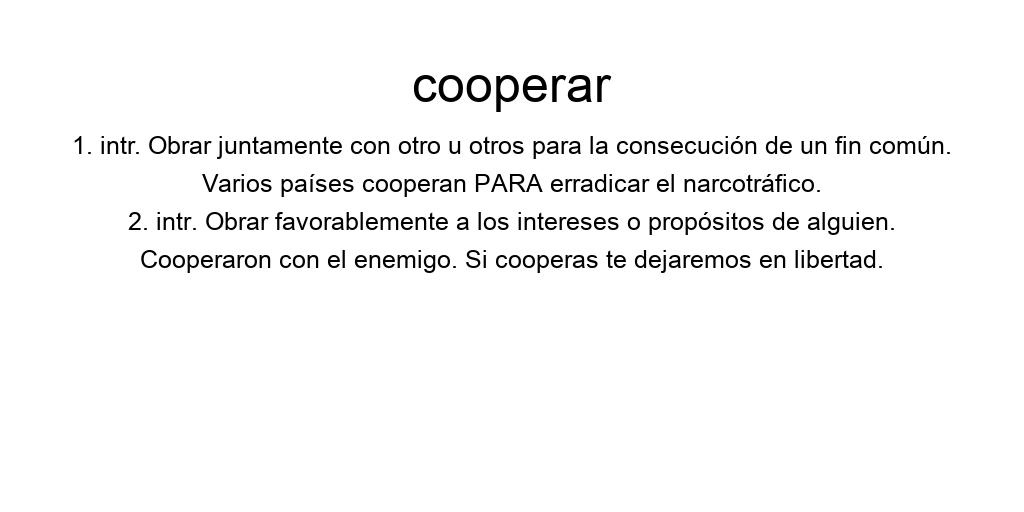 cooperar
1. intr. Obrar juntamente con otro u otros para la consecución de un fin común.
Varios países cooperan PARA erradicar el narcotráfico.
2. intr. Obrar favorablemente a los intereses o propósitos de alguien.
Cooperaron con el enemigo. Si cooperas te dejaremos en libertad.